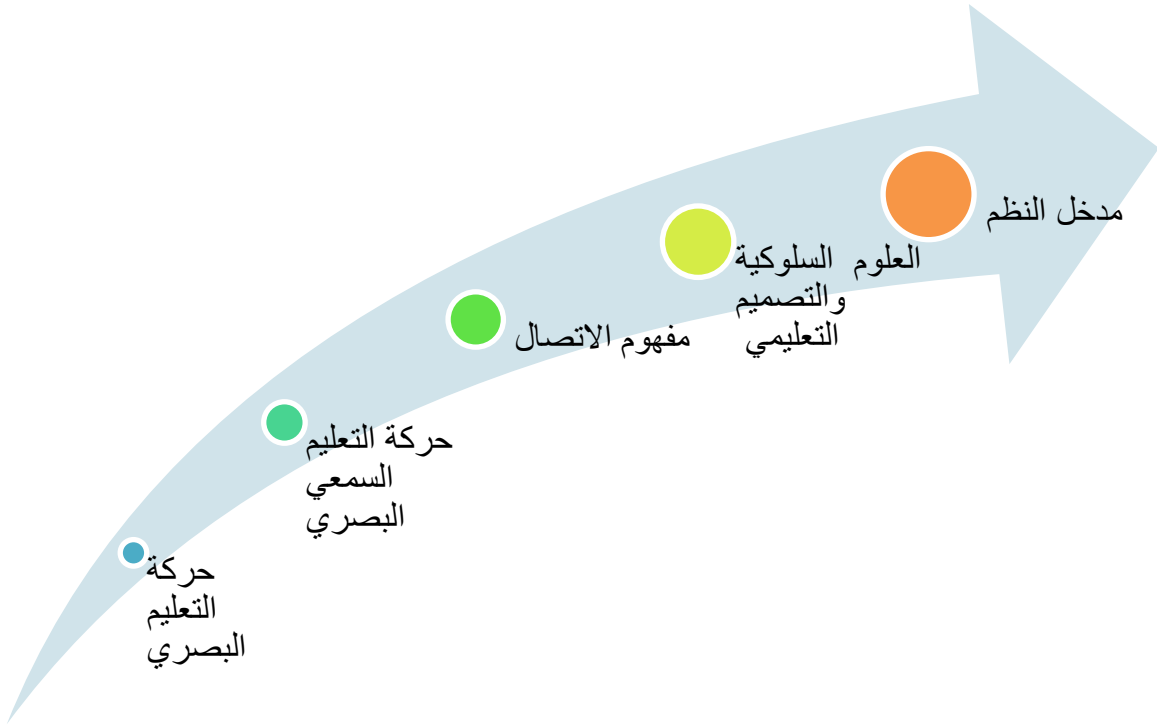 حركة
التعليم
البصري
حركة التعليم
السمعي
البصري
مفهوم الاتصال
العلوم السلوكية
والتصميم
التعليمي
مدخل النظم